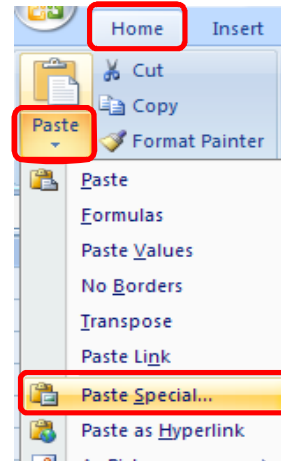 Home Insert
Cut
Copy
Paste
Format Painter
Paste
Formulas
Paste Values
No Borders
Transpose
Paste Link
Paste Special...
Paste as Hyperlink